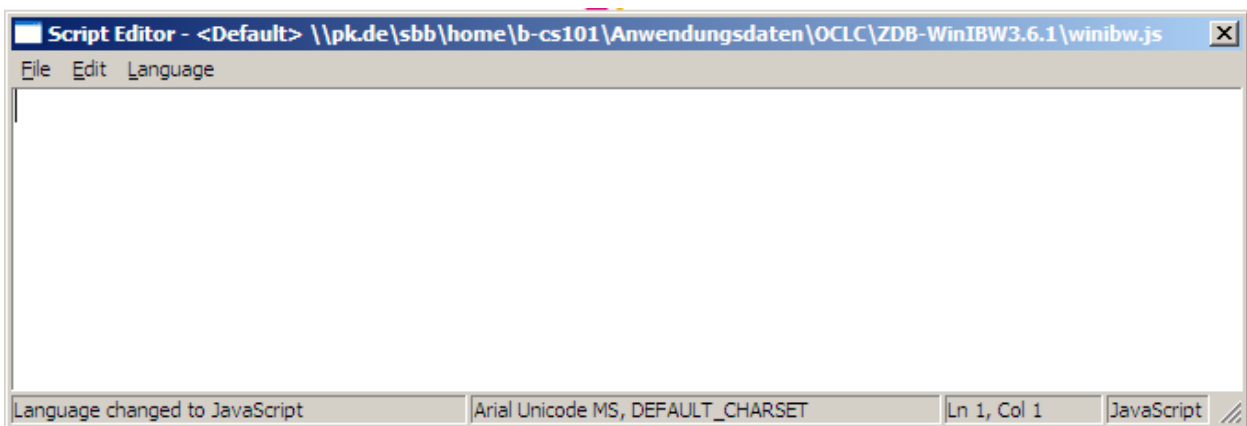 Script Editor - <Default> \\pk.de\sbb\home\b-cs101\Anwendungsdaten\OCLC\ZDB-WinIBW3.6.1\winibw.js
File Edit Language
Language changed to JavaScript Arial Unicode MS, DEFAULT_CHARSET Ln 1, Col 1 JavaScript